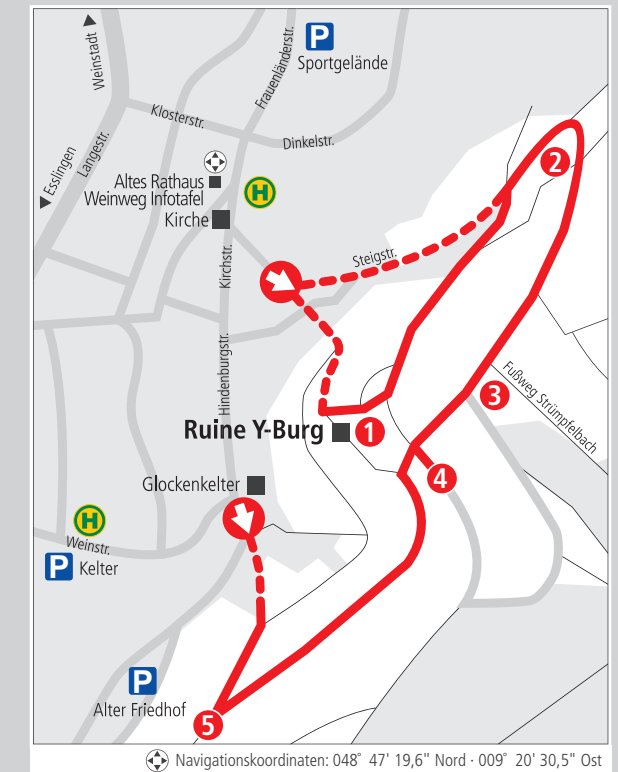 P
Sportgelände
Weinstadt
Frauenländerstr.
Klosterstr.
Dinkelstr.
Langestr.
Esslingen
Altes Rathaus
Weinweg Infotafel
H
Kirche
2
Steigstr.
Kirchstr.
Hindenburgstr.
Fußweg Strümpfelbach
3
Ruine Y-Burg
1
4
Glockenkelter
H
Weinstr.
P Kelter
P
Alter Friedhof
5
Navigationskoordinaten: 048° 47' 19,6" Nord · 009° 20' 30,5" Ost